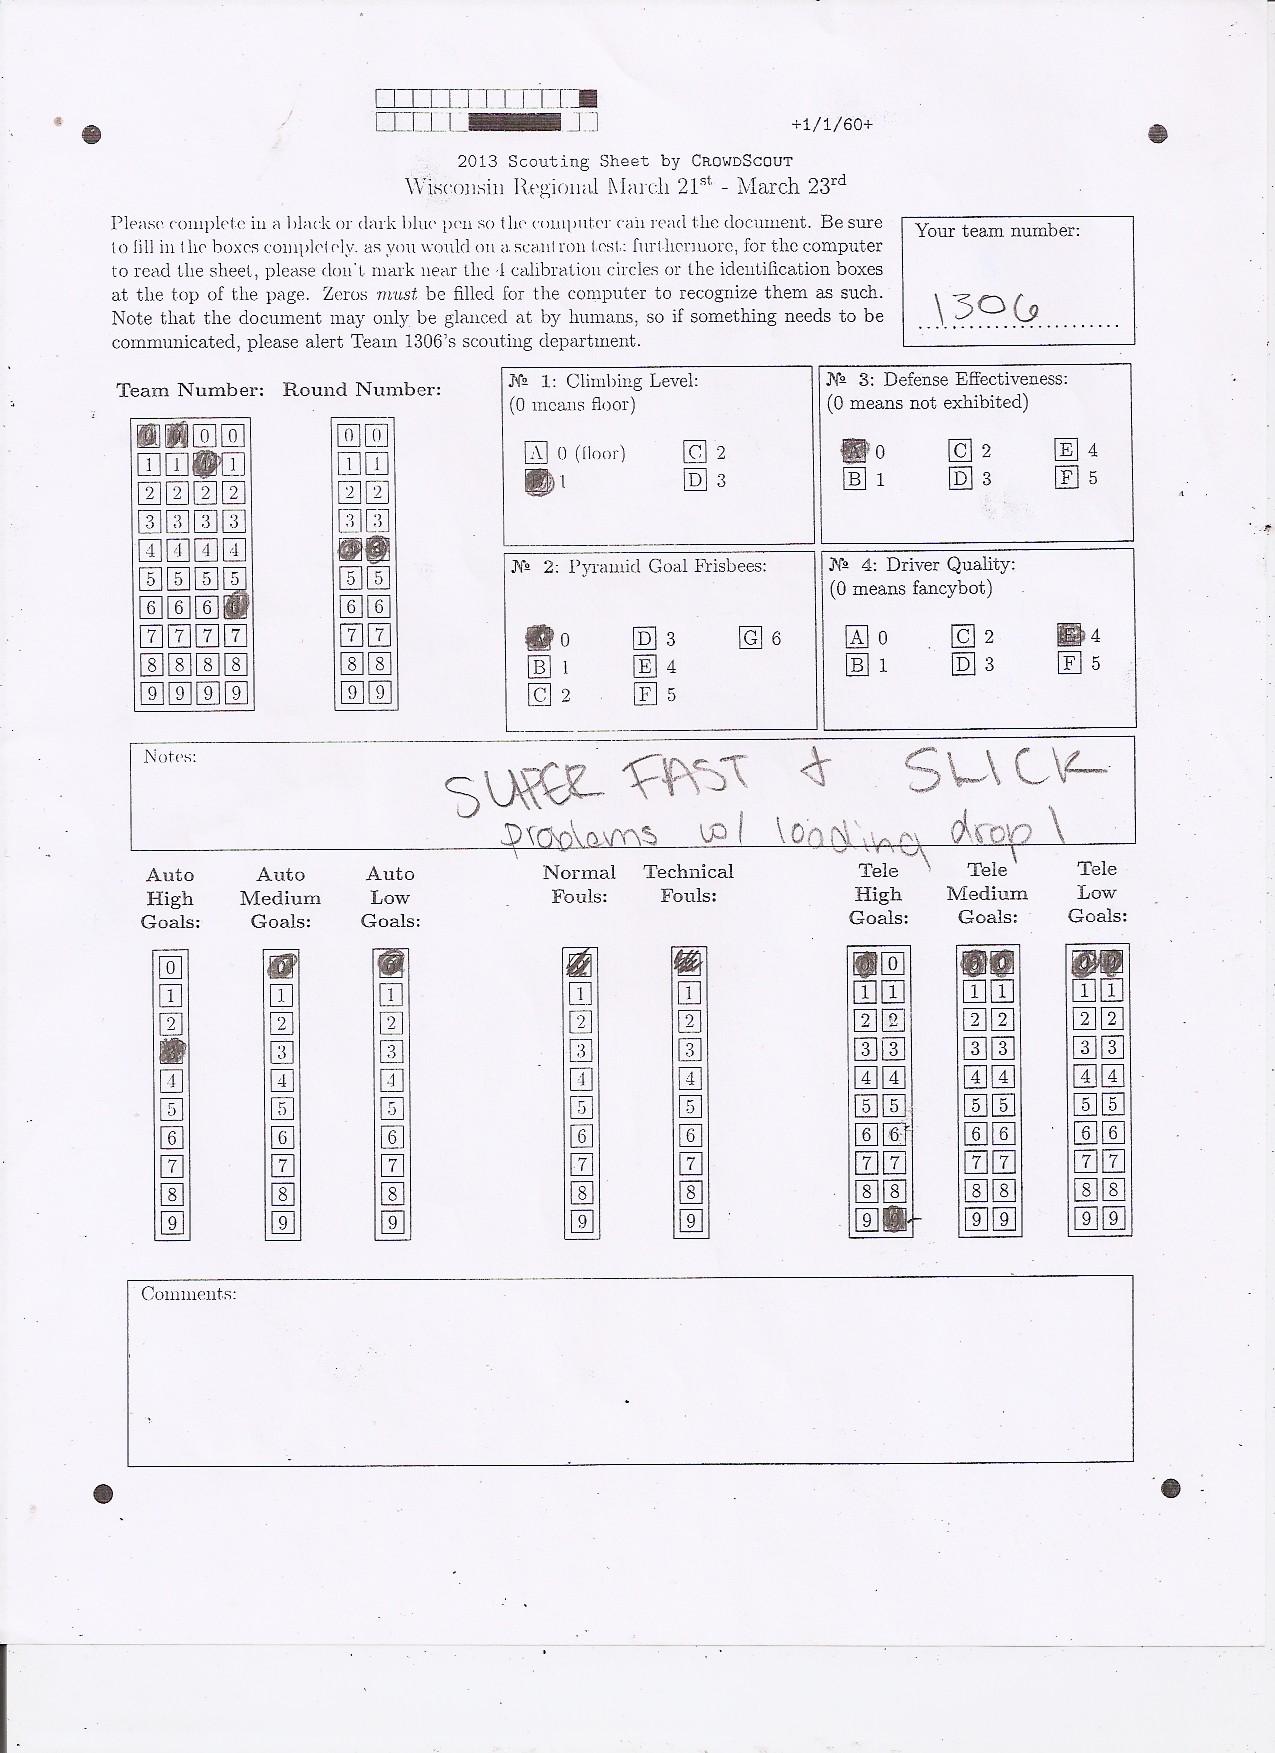 +1/1/60+
2013 Scouting Sheet by CROWDSCOUT
Wisconsin Regional March 21st - March 23rd
Please complete in a black or dark blue pen so the computer can read the document. Be sure
to fill in the boxes completely, as you would on a scantron test; furthermore, for the computer
to read the sheet, please don't mark near the 4 calibration circles or the identification boxes
at the top of the page. Zeros must be filled for the computer to recognize them as such.
Note that the document may only be glanced at by humans, so if something needs to be
communicated, please alert Team 1306's scouting department.
Your team number:
1306
Team Number: Round Number:
0 0 0 0
1 1 1 1 1
2 2 2 2 2 2
3 3 3 3 3 3
4 4 4 4
5 5 5 5 5 5
6 6 6 6 6
7 7 7 7 7 7
8 8 8 8 8 8
9 9 9 9 9 9
№ 1: Climbing Level:
(0 means floor)
A 0 (floor) C 2
1 D 3
№ 3: Defense Effectiveness:
(0 means not exhibited)
A 0 C 2 E 4
B 1 D 3 F 5
№ 2: Pyramid Goal Frisbees:
A 0 D 3 G 6
B 1 E 4
C 2 F 5
№ 4: Driver Quality:
(0 means fancybot)
A 0 C 2 E 4
B 1 D 3 F 5
Notes:
SUPER FAST & SLICK
problems w/ loading drop
Auto High Goals: Auto Medium Goals: Auto Low Goals: Normal Fouls: Technical Fouls: Tele High Goals: Tele Medium Goals: Tele Low Goals:
0 0 0 0 0 0 0 0
1 1 1 1 1 1 1 1 1 1 1
2 2 2 2 2 2 2 2 2 2 2
3 3 3 3 3 3 3 3 3 3
4 4 4 4 4 4 4 4 4 4 4
5 5 5 5 5 5 5 5 5 5 5
6 6 6 6 6 6 6 6 6 6 6
7 7 7 7 7 7 7 7 7 7 7
8 8 8 8 8 8 8 8 8 8 8
9 9 9 9 9 9 9 9 9 9
Comments: